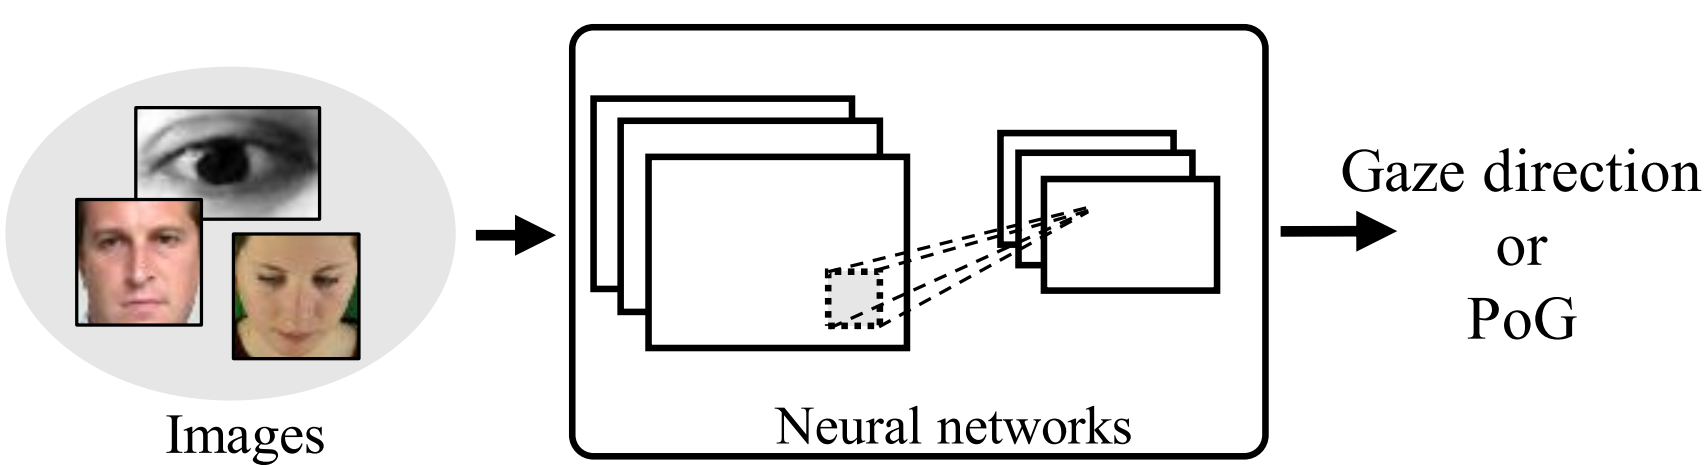 Images
Neural networks
Gaze direction
or
PoG